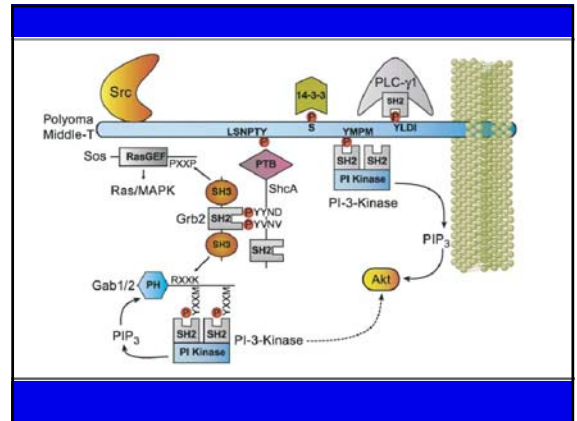 Src
14-3-3
PLC-γ1
SH2
P
P
Polyoma
Middle-T
LSNPTY
S
YMPM
YLDI
P
P
Sos
RasGEF
PXXP
PTB
SH2
SH2
PI Kinase
Ras/MAPK
ShcA
PI-3-Kinase
SH3
Grb2
SH2
P
YYND
P
YVNV
SH3
SH2
PIP3
Gab1/2
PH
RXXK
Akt
YXXM
YXXM
P
P
PIP3
SH2
SH2
PI-3-Kinase
PI Kinase